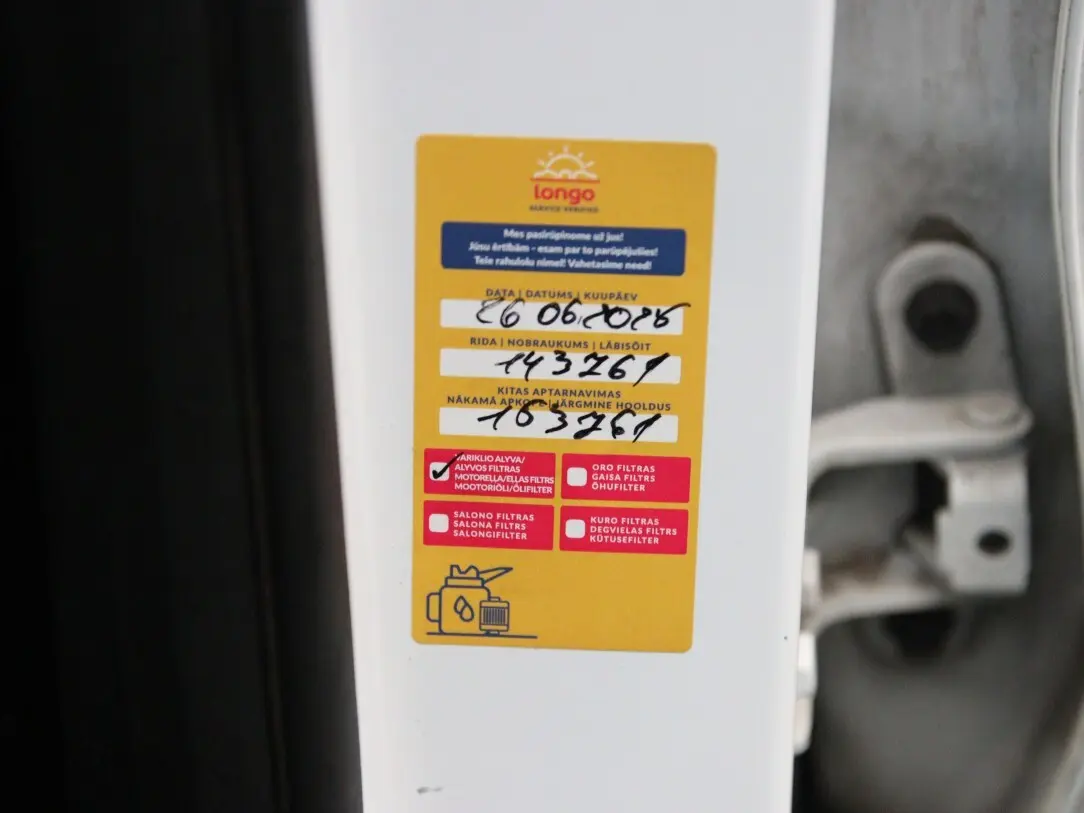 longo
SERVICE VERIFIED
Mes pasirūpinome už jus!
Jūsu ērtībām - esam par to parūpējušies!
Teie rahulolu nimel! Vahetasime need!
DATA | DATUMS | KUUPÄEV
26 06.2025
RIDA | NOBRAUKUMS | LÄBISÕIT
143761
KITAS APTARNAVIMAS
NĀKAMĀ APKOPE | JÄRGMINE HOOLDUS
153761
VARIKLIO ALYVA/
ALYVOS FILTRAS
MOTOREĻĻA/EĻĻAS FILTRS
MOOTORIÕLI/ÕLIFILTER
ORO FILTRAS
GAISA FILTRS
ÕHUFILTER
SALONO FILTRAS
SALONA FILTRS
SALONGIFILTER
KURO FILTRAS
DEGVIELAS FILTRS
KÜTUSEFILTER